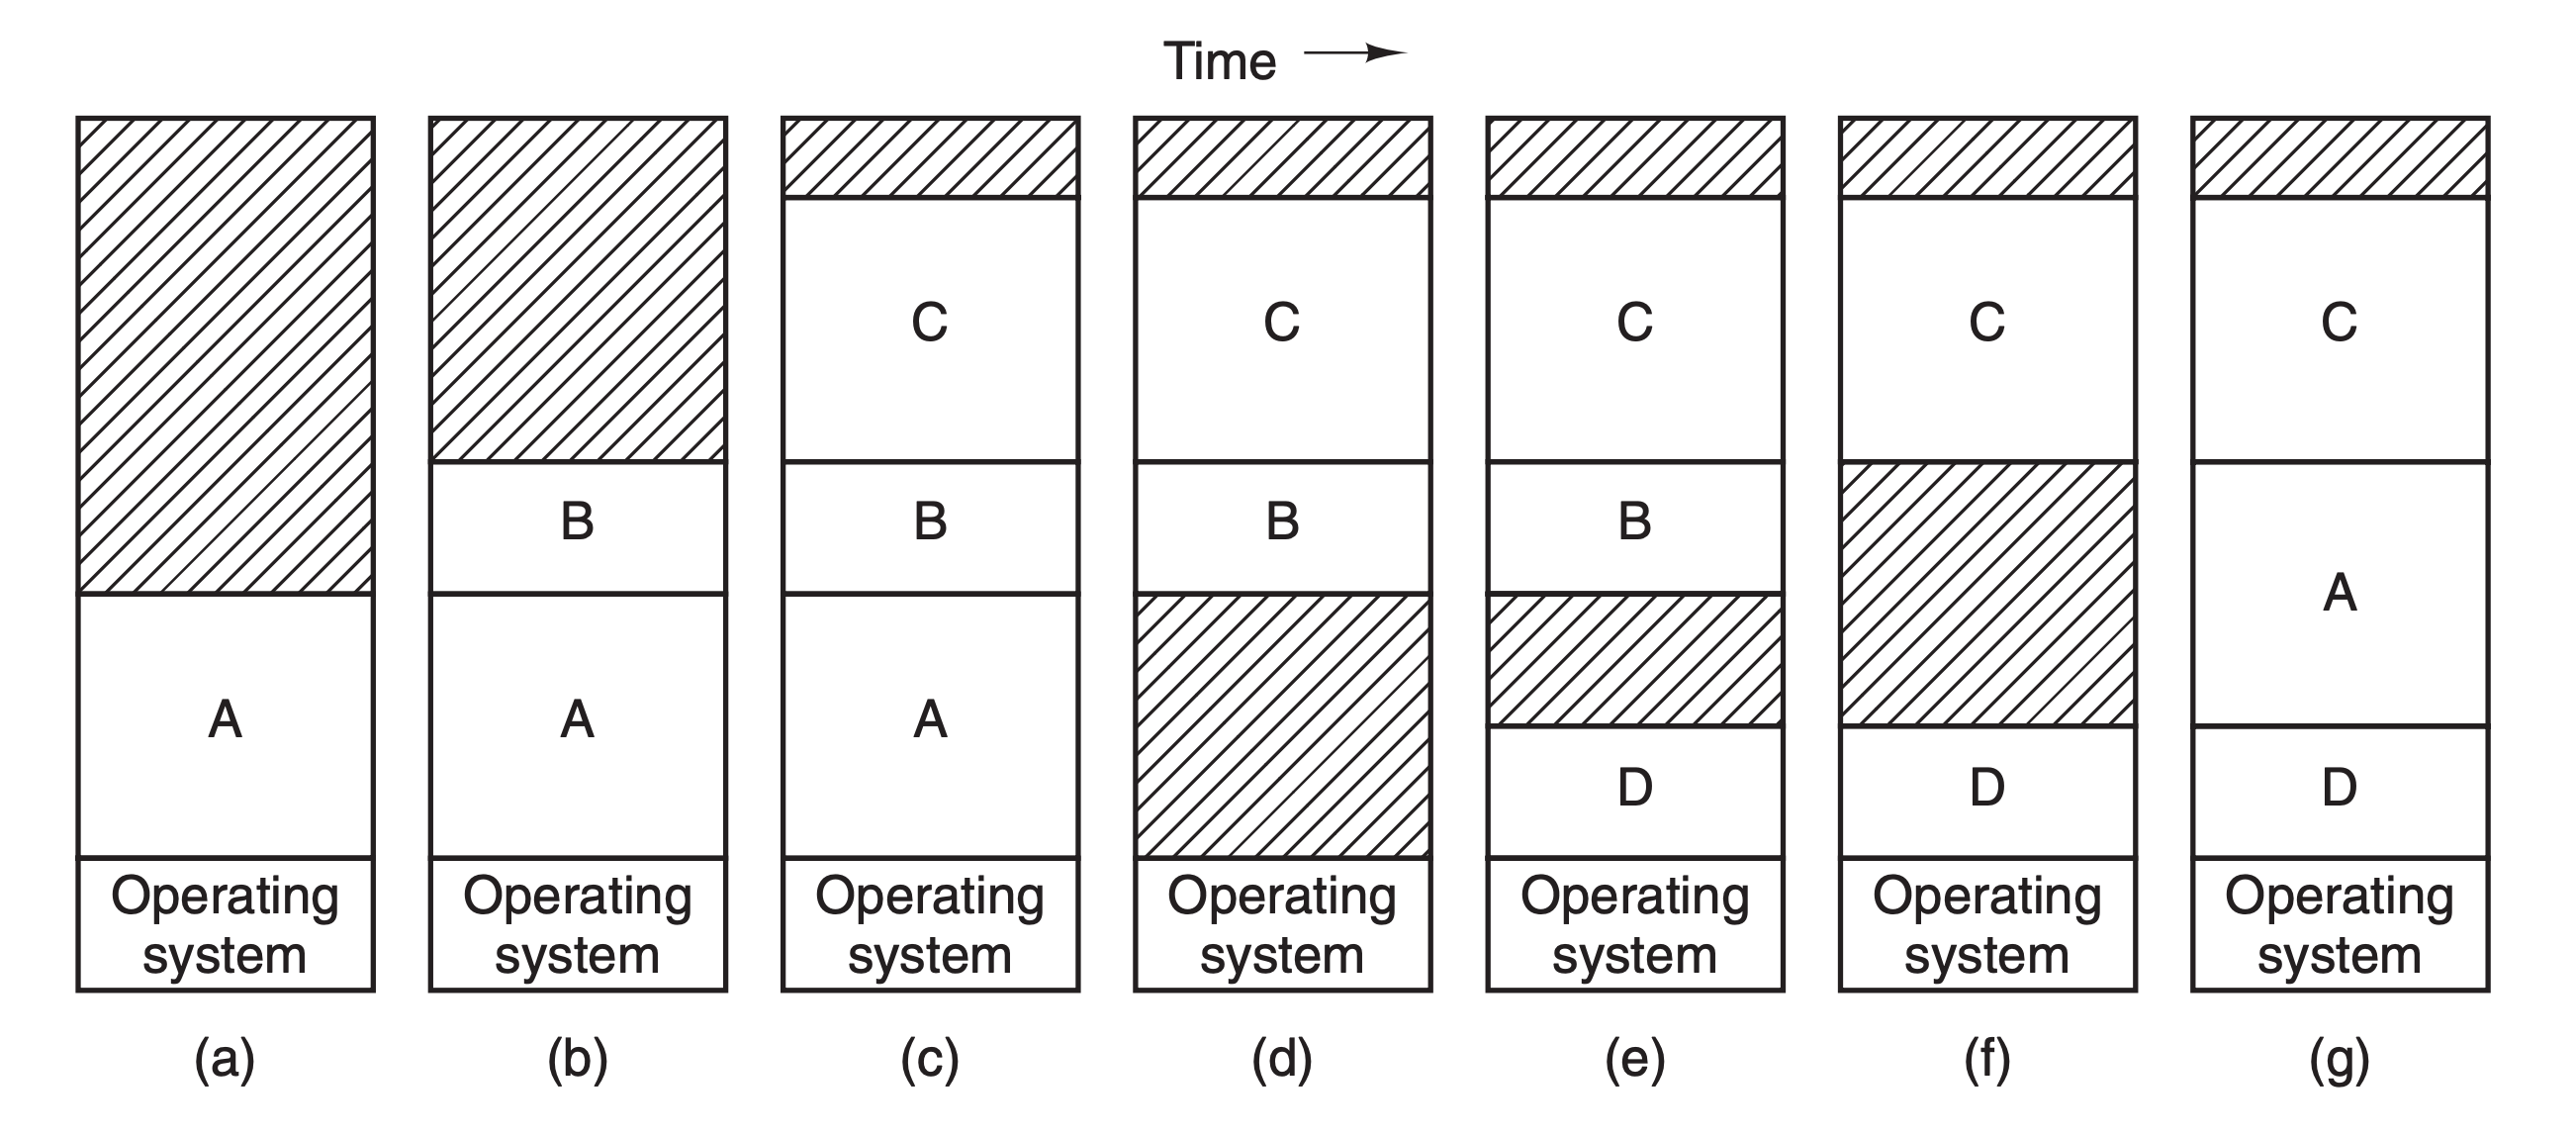 Time
C
C
C
C
C
B
B
B
B
A
A
A
A
D
D
D
Operating
system
Operating
system
Operating
system
Operating
system
Operating
system
Operating
system
Operating
system
(a)
(b)
(c)
(d)
(e)
(f)
(g)